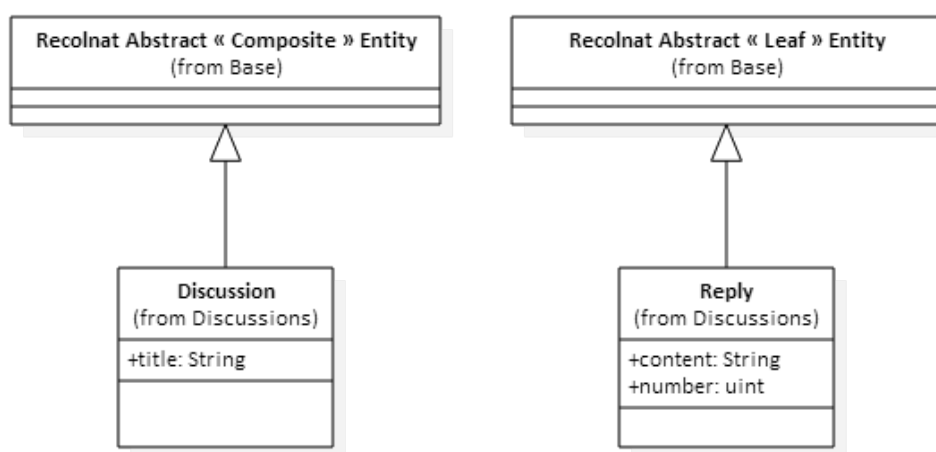 Recolnat Abstract « Composite » Entity
(from Base)
Recolnat Abstract « Leaf » Entity
(from Base)
Discussion
(from Discussions)
+title: String
Reply
(from Discussions)
+content: String
+number: uint